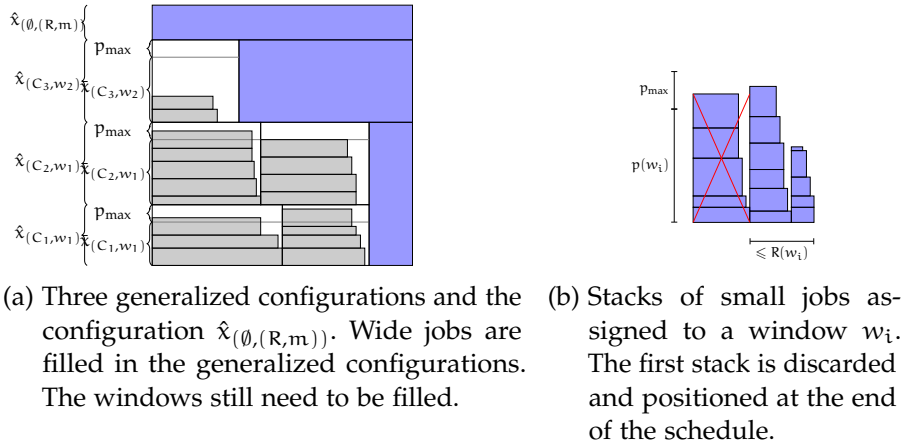 x̂(∅,(R,m))
pmax
x̂(C3,w2)
x̄(C3,w2)
pmax
x̂(C2,w1)
x̄(C2,w1)
pmax
x̂(C1,w1)
x̄(C1,w1)
pmax
p(wi)
⩽ R(wi)
(a) Three generalized configurations and the
configuration x̂(∅,(R,m)). Wide jobs are
filled in the generalized configurations.
The windows still need to be filled.
(b) Stacks of small jobs as-
signed to a window wi.
The first stack is discarded
and positioned at the end
of the schedule.